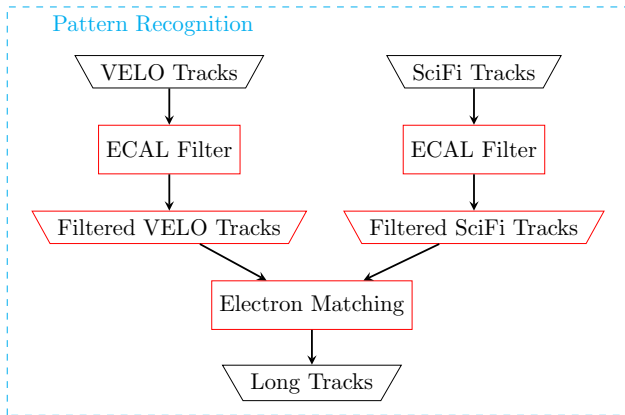 Pattern Recognition
VELO Tracks
SciFi Tracks
ECAL Filter
ECAL Filter
Filtered VELO Tracks
Filtered SciFi Tracks
Electron Matching
Long Tracks